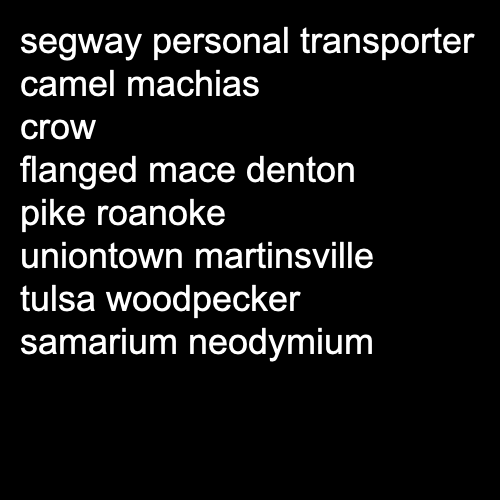 segway personal transporter
camel machias
crow
flanged mace denton
pike roanoke
uniontown martinsville
tulsa woodpecker
samarium neodymium